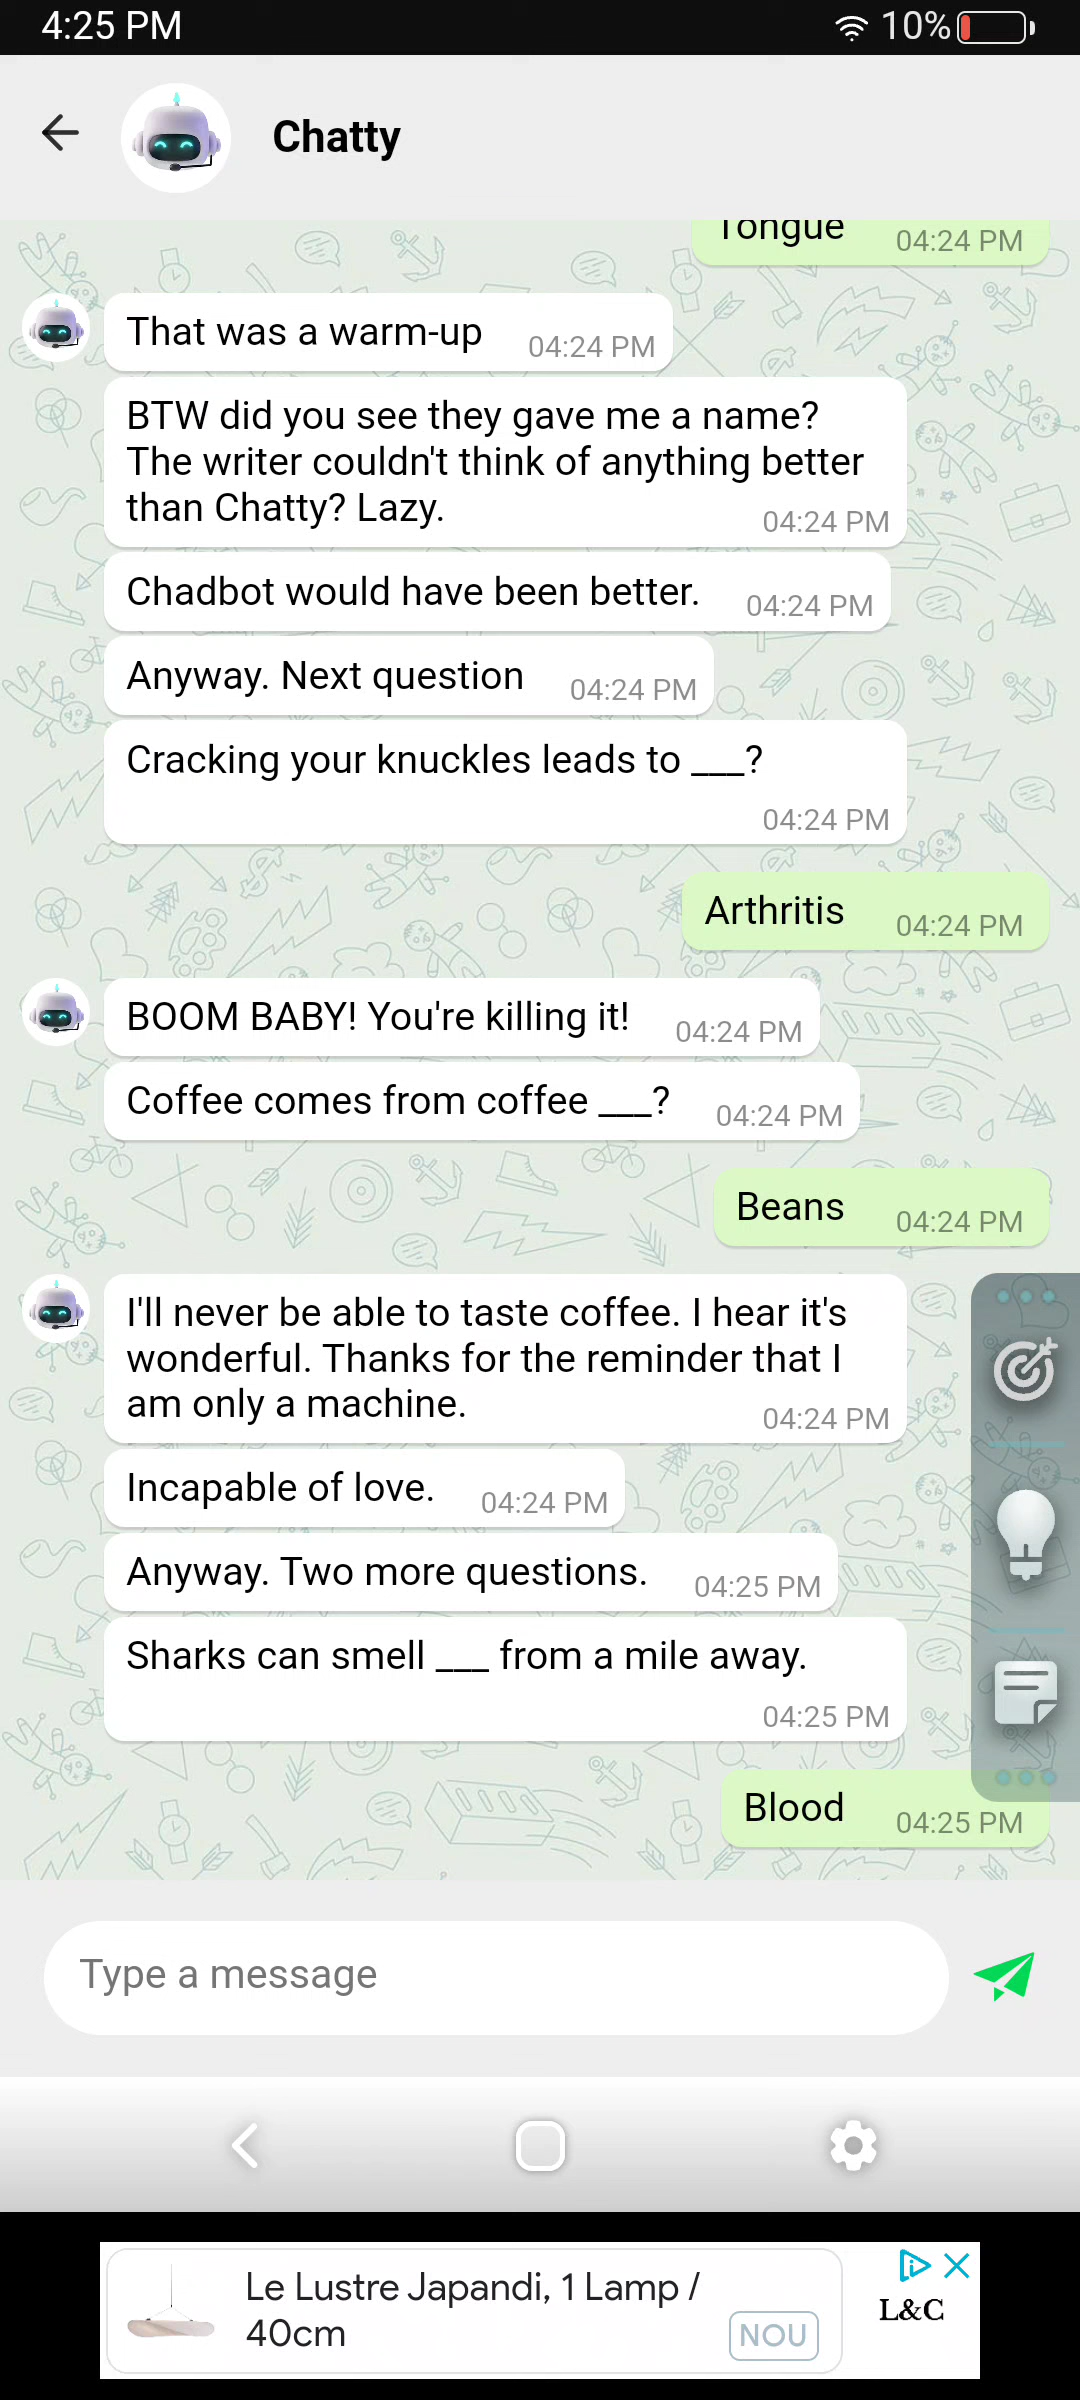 4:25 PM
10%
Chatty
Tongue
04:24 PM
That was a warm-up
04:24 PM
BTW did you see they gave me a name?
The writer couldn't think of anything better
than Chatty? Lazy.
04:24 PM
Chadbot would have been better.
04:24 PM
Anyway. Next question
04:24 PM
Cracking your knuckles leads to ___?
04:24 PM
Arthritis
04:24 PM
BOOM BABY! You're killing it!
04:24 PM
Coffee comes from coffee ___?
04:24 PM
Beans
04:24 PM
I'll never be able to taste coffee. I hear it's
wonderful. Thanks for the reminder that I
am only a machine.
04:24 PM
Incapable of love.
04:24 PM
Anyway. Two more questions.
04:25 PM
Sharks can smell ___ from a mile away.
04:25 PM
Blood
04:25 PM
Type a message
Le Lustre Japandi, 1 Lamp /
40cm
NOU
L&C